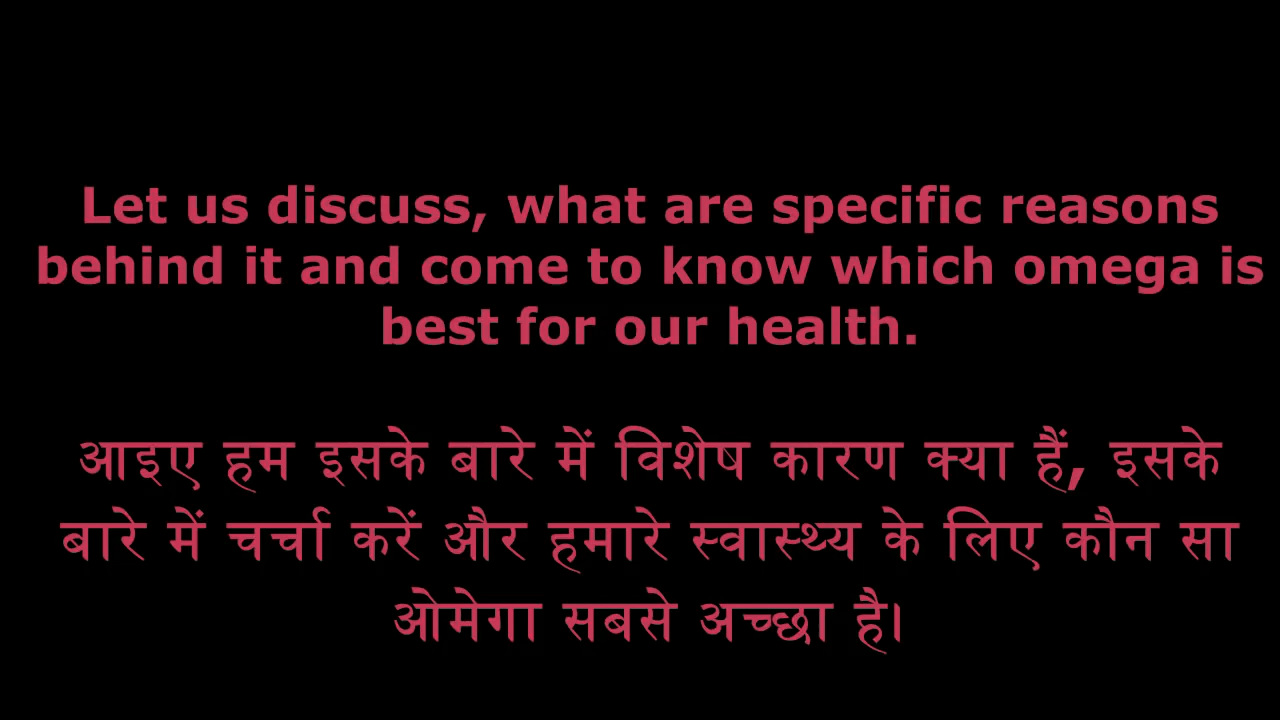 Let us discuss, what are specific reasons
behind it and come to know which omega is
best for our health.
आइए हम इसके बारे में विशेष कारण क्या हैं, इसके
बारे में चर्चा करें और हमारे स्वास्थ्य के लिए कौन सा
ओमेगा सबसे अच्छा है।